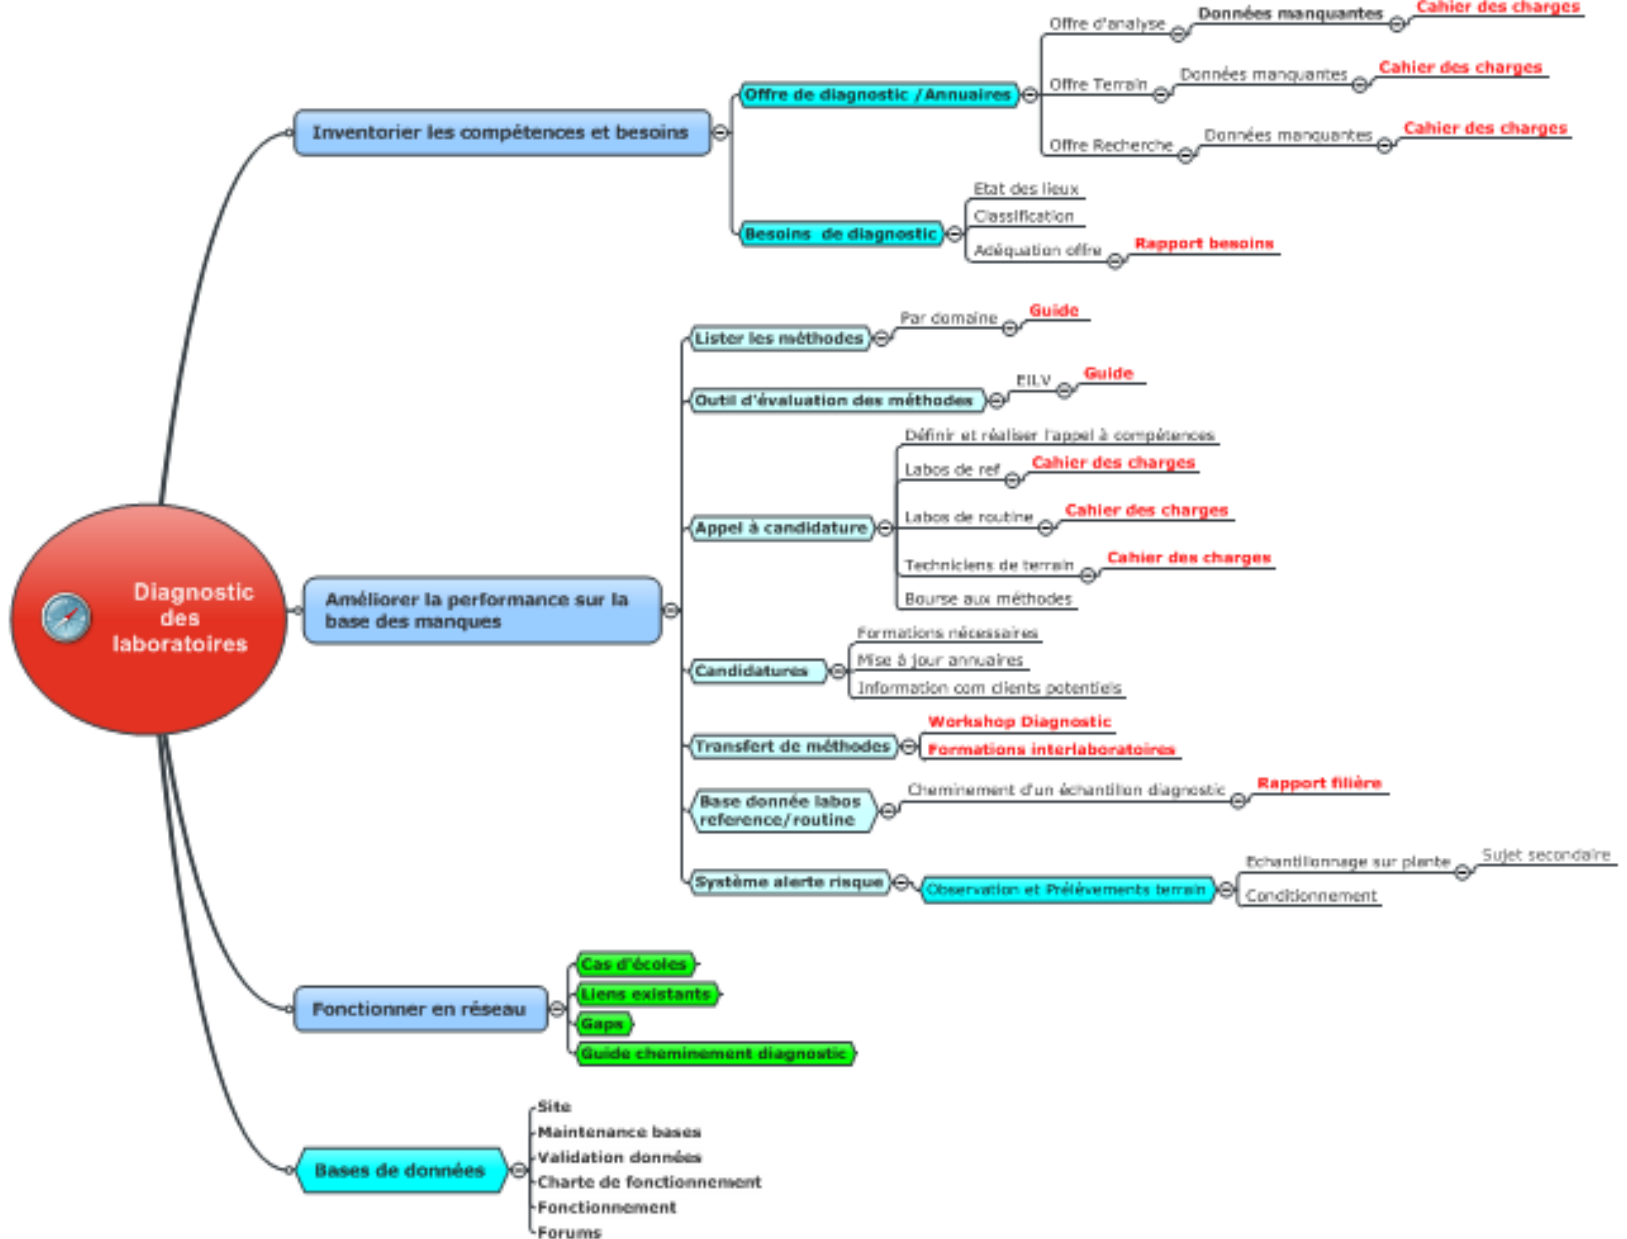 Diagnostic
des
laboratoires
Inventorier les compétences et besoins
Offre de diagnostic /Annuaires
Offre d'analyse
Données manquantes
Cahier des charges
Offre Terrain
Données manquantes
Cahier des charges
Offre Recherche
Données manquantes
Cahier des charges
Besoins de diagnostic
Etat des lieux
Classification
Adéquation offre
Rapport besoins
Améliorer la performance sur la
base des manques
Lister les méthodes
Par domaine
Guide
Outil d'évaluation des méthodes
EILV
Guide
Appel à candidature
Définir et réaliser l'appel à compétences
Labos de ref
Cahier des charges
Labos de routine
Cahier des charges
Techniciens de terrain
Cahier des charges
Bourse aux méthodes
Candidatures
Formations nécessaires
Mise à jour annuaires
Information com clients potentiels
Transfert de méthodes
Workshop Diagnostic
Formations interlaboratoires
Base donnée labos
reference/routine
Cheminement d'un échantillon diagnostic
Rapport filière
Système alerte risque
Observation et Prélèvements terrain
Echantillonnage sur plante
Sujet secondaire
Conditionnement
Fonctionner en réseau
Cas d'écoles
Liens existants
Gaps
Guide cheminement diagnostic
Bases de données
Site
Maintenance bases
Validation données
Charte de fonctionnement
Fonctionnement
Forums